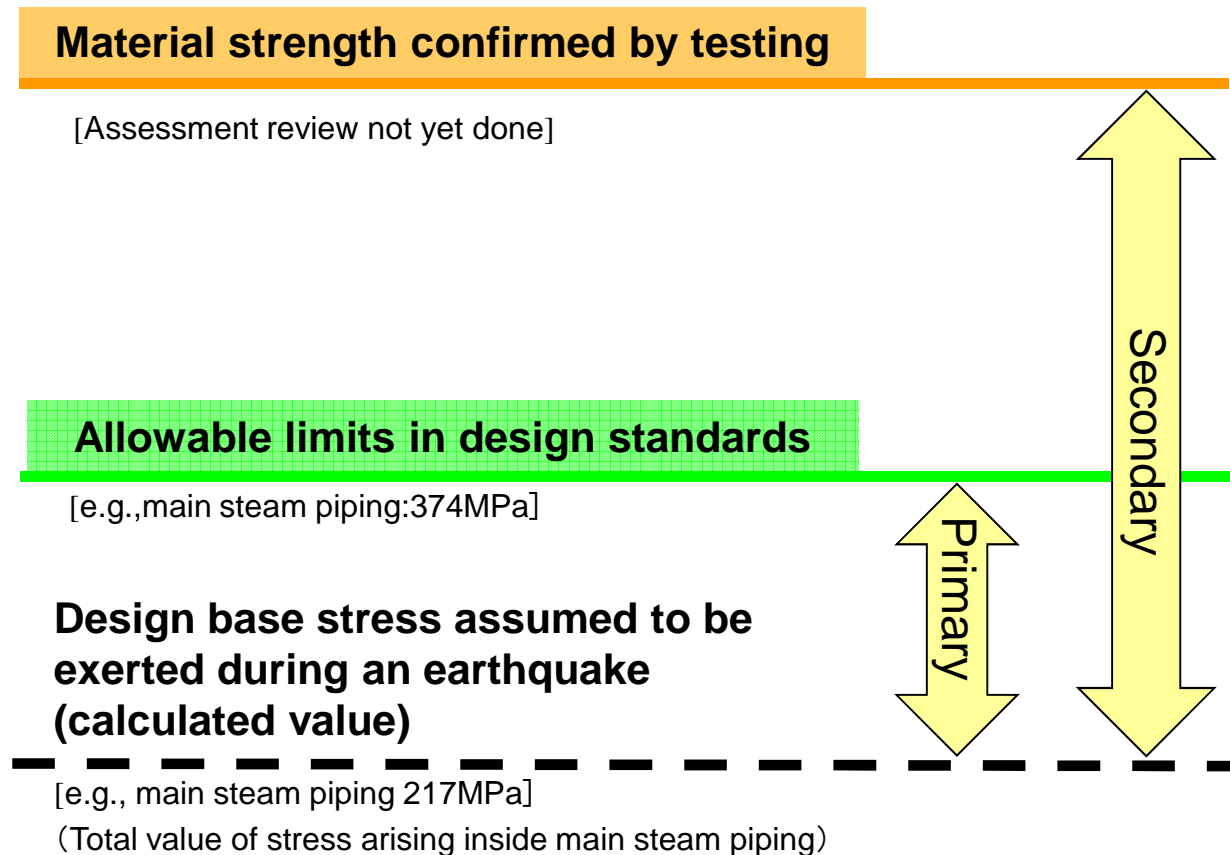 Material strength confirmed by testing
[Assessment review not yet done]
Secondary
Allowable limits in design standards
[e.g.,main steam piping:374MPa]
Primary
Design base stress assumed to be
exerted during an earthquake
(calculated value)
[e.g., main steam piping 217MPa]
（Total value of stress arising inside main steam piping）